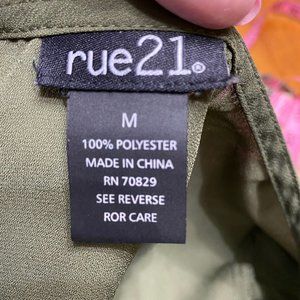 rue21®
M
100% POLYESTER
MADE IN CHINA
RN 70829
SEE REVERSE
ROR CARE